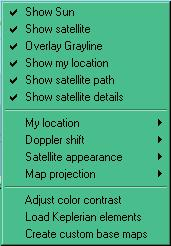 Show Sun
Show satellite
Overlay Grayline
Show my location
Show satellite path
Show satellite details
My location
Doppler shift
Satellite appearance
Map projection
Adjust color contrast
Load Keplerian elements
Create custom base maps